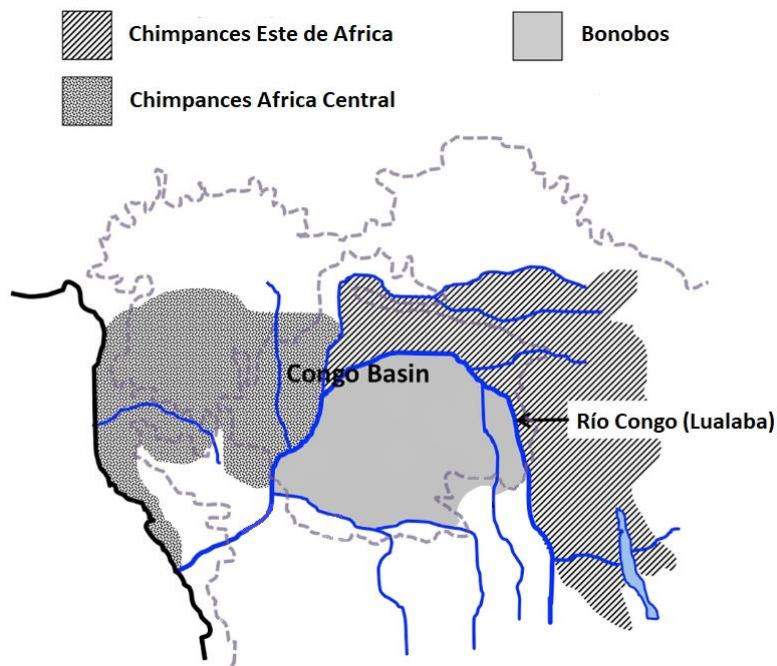 Chimpances Este de Africa
Bonobos
Chimpances Africa Central
Congo Basin
Río Congo (Lualaba)